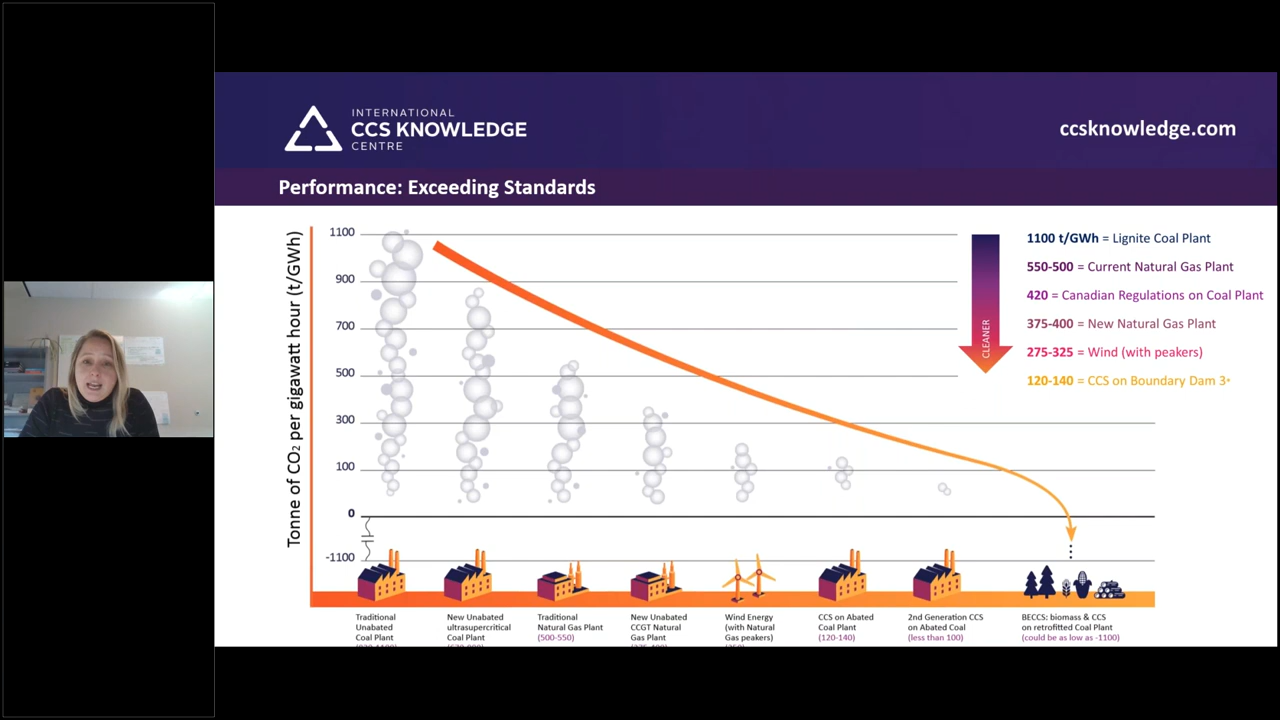 INTERNATIONAL
CCS KNOWLEDGE
CENTRE
ccsknowledge.com
Performance: Exceeding Standards
Tonne of CO2 per gigawatt hour (t/GWh)
1100
900
700
500
300
100
0
-1100
CLEANER
1100 t/GWh = Lignite Coal Plant
550-500 = Current Natural Gas Plant
420 = Canadian Regulations on Coal Plant
375-400 = New Natural Gas Plant
275-325 = Wind (with peakers)
120-140 = CCS on Boundary Dam 3*
Traditional
Unabated
Coal Plant
New Unabated
ultrasupercritical
Coal Plant
Traditional
Natural Gas Plant
(500-550)
New Unabated
CCGT Natural
Gas Plant
Wind Energy
(with Natural
Gas peakers)
CCS on Abated
Coal Plant
(120-140)
2nd Generation CCS
on Abated Coal
(less than 100)
BECCS: biomass & CCS
on retrofitted Coal Plant
(could be as low as -1100)